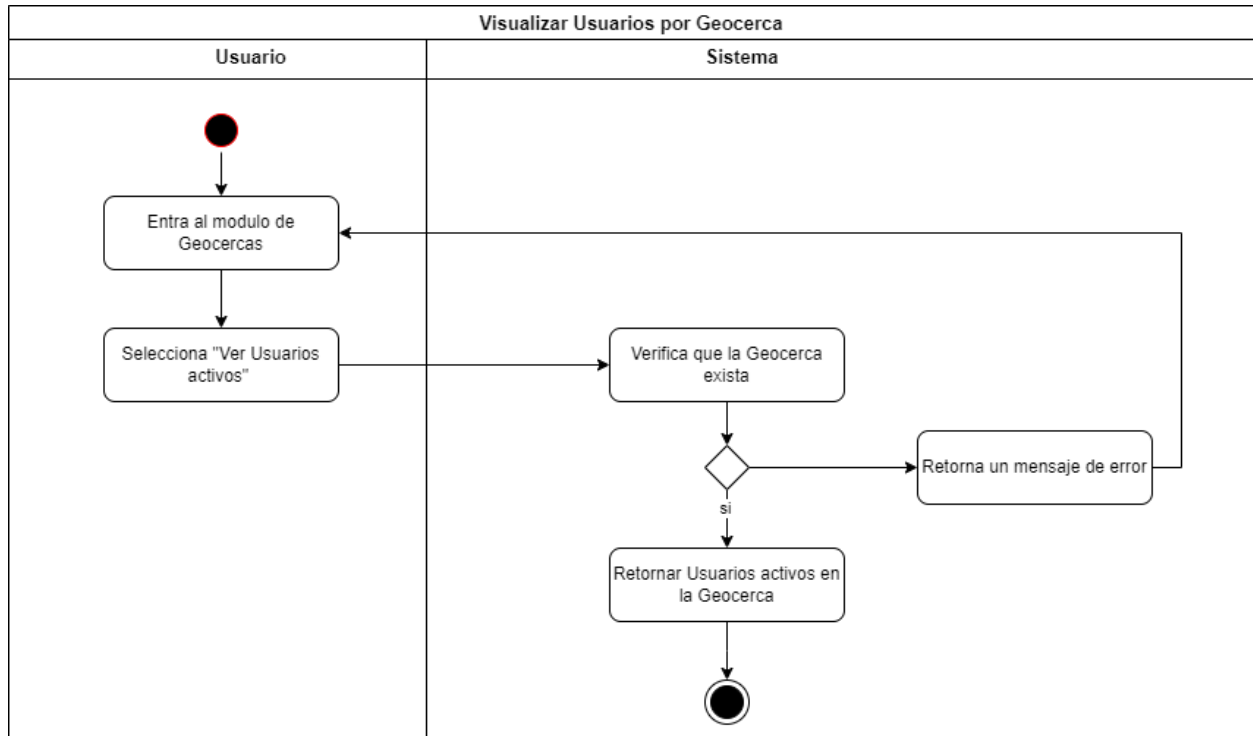 Visualizar Usuarios por Geocerca
Usuario
Sistema
Entra al modulo de
Geocercas
Selecciona "Ver Usuarios
activos"
Verifica que la Geocerca
exista
Retorna un mensaje de error
si
Retornar Usuarios activos en
la Geocerca